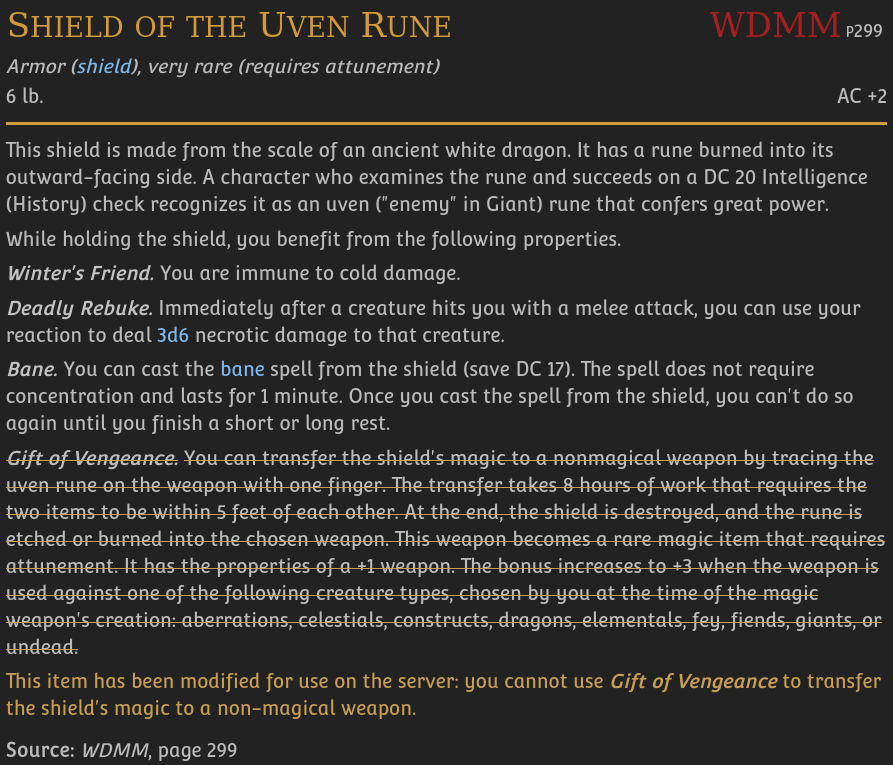 SHIELD OF THE UVEN RUNE WDMM P299
Armor (shield), very rare (requires attunement)
6 lb. AC +2
This shield is made from the scale of an ancient white dragon. It has a rune burned into its
outward-facing side. A character who examines the rune and succeeds on a DC 20 Intelligence
(History) check recognizes it as an uven ("enemy" in Giant) rune that confers great power.
While holding the shield, you benefit from the following properties.
Winter's Friend. You are immune to cold damage.
Deadly Rebuke. Immediately after a creature hits you with a melee attack, you can use your
reaction to deal 3d6 necrotic damage to that creature.
Bane. You can cast the bane spell from the shield (save DC 17). The spell does not require
concentration and lasts for 1 minute. Once you cast the spell from the shield, you can't do so
again until you finish a short or long rest.
Gift of Vengeance. You can transfer the shield's magic to a nonmagical weapon by tracing the
uven rune on the weapon with one finger. The transfer takes 8 hours of work that requires the
two items to be within 5 feet of each other. At the end, the shield is destroyed, and the rune is
etched or burned into the chosen weapon. This weapon becomes a rare magic item that requires
attunement. It has the properties of a +1 weapon. The bonus increases to +3 when the weapon is
used against one of the following creature types, chosen by you at the time of the magic
weapon's creation: aberrations, celestials, constructs, dragons, elementals, fey, fiends, giants, or
undead.
This item has been modified for use on the server: you cannot use Gift of Vengeance to transfer
the shield's magic to a non-magical weapon.
Source: WDMM, page 299